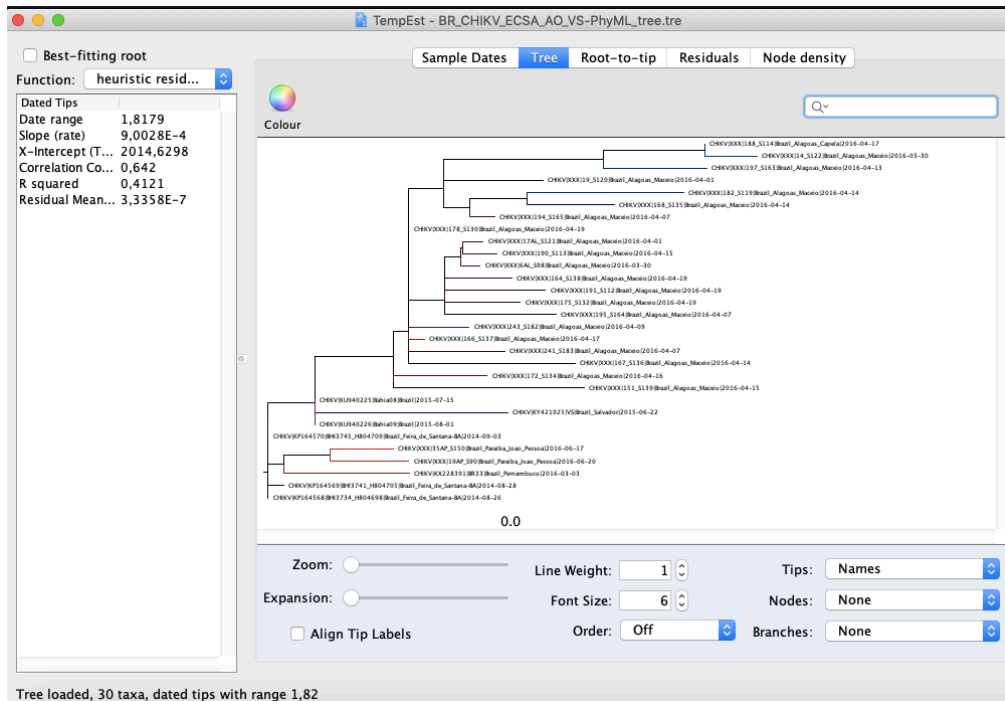 TempEst - BR_CHIKV_ECSA_AO_VS-PhyML_tree.tre
Best-fitting root
Function: heuristic resid...
Dated Tips
Date range 1,8179
Slope (rate) 9,0028E-4
X-Intercept (T... 2014,6298
Correlation Co... 0,642
R squared 0,4121
Residual Mean... 3,3358E-7
Sample Dates Tree Root-to-tip Residuals Node density
Colour
CHIKV|XXX|188_S114|Brazil_Alagoas_Capela|2016-04-17
CHIKV|XXX|14_S122|Brazil_Alagoas_Maceio|2016-03-30
CHIKV|XXX|197_S163|Brazil_Alagoas_Maceio|2016-04-13
CHIKV|XXX|19_S120|Brazil_Alagoas_Maceio|2016-04-01
CHIKV|XXX|182_S119|Brazil_Alagoas_Maceio|2016-04-14
CHIKV|XXX|168_S135|Brazil_Alagoas_Maceio|2016-04-14
CHIKV|XXX|194_S165|Brazil_Alagoas_Maceio|2016-04-07
CHIKV|XXX|178_S130|Brazil_Alagoas_Maceio|2016-04-19
CHIKV|XXX|17AL_S121|Brazil_Alagoas_Maceio|2016-04-01
CHIKV|XXX|190_S113|Brazil_Alagoas_Maceio|2016-04-15
CHIKV|XXX|6AL_S98|Brazil_Alagoas_Maceio|2016-03-30
CHIKV|XXX|164_S138|Brazil_Alagoas_Maceio|2016-04-19
CHIKV|XXX|191_S112|Brazil_Alagoas_Maceio|2016-04-19
CHIKV|XXX|175_S132|Brazil_Alagoas_Maceio|2016-04-19
CHIKV|XXX|195_S164|Brazil_Alagoas_Maceio|2016-04-07
CHIKV|XXX|243_S182|Brazil_Alagoas_Maceio|2016-04-09
CHIKV|XXX|166_S137|Brazil_Alagoas_Maceio|2016-04-17
CHIKV|XXX|241_S183|Brazil_Alagoas_Maceio|2016-04-07
CHIKV|XXX|167_S136|Brazil_Alagoas_Maceio|2016-04-14
CHIKV|XXX|172_S134|Brazil_Alagoas_Maceio|2016-04-16
CHIKV|XXX|151_S139|Brazil_Alagoas_Maceio|2016-04-15
CHIKV|KU940225|Bahia08|Brazil|2015-07-15
CHIKV|KY421925|VS|Brazil_Salvador|2015-06-22
CHIKV|KU940226|Bahia09|Brazil|2015-08-01
CHIKV|KP164570|BHI3745_H804709|Brazil_Feira_de_Santana-BA|2014-09-03
CHIKV|XXX|35AP_S150|Brazil_Paraiba_Joao_Pessoa|2016-06-17
CHIKV|XXX|19AP_S90|Brazil_Paraiba_Joao_Pessoa|2016-06-20
CHIKV|KX228391|BR33|Brazil_Pernambuco|2016-03-03
CHIKV|KP164569|BHI3741_H804705|Brazil_Feira_de_Santana-BA|2014-08-28
CHIKV|KP164568|BHI3734_H804698|Brazil_Feira_de_Santana-BA|2014-08-26
0.0
Zoom: Line Weight: 1 Tips: Names
Expansion: Font Size: 6 Nodes: None
Align Tip Labels Order: Off Branches: None
Tree loaded, 30 taxa, dated tips with range 1,82